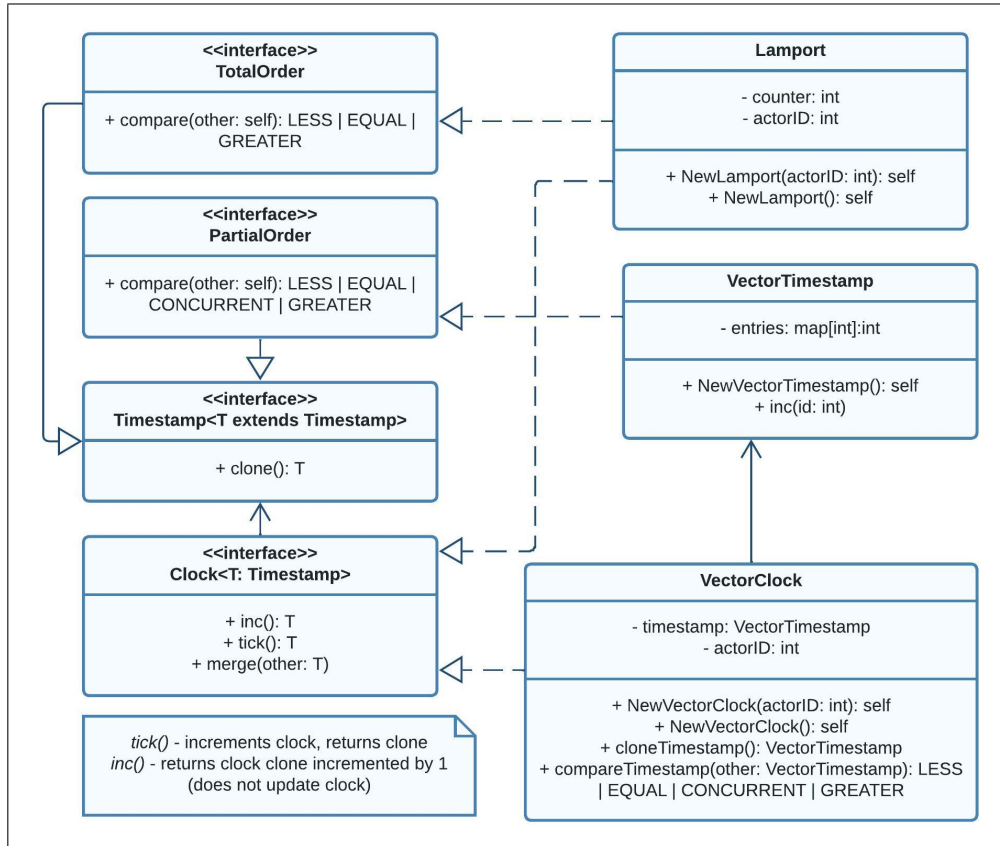 <<interface>>
TotalOrder
+ compare(other: self): LESS | EQUAL |
GREATER
<<interface>>
PartialOrder
+ compare(other: self): LESS | EQUAL |
CONCURRENT | GREATER
<<interface>>
Timestamp<T extends Timestamp>
+ clone(): T
<<interface>>
Clock<T: Timestamp>
+ inc(): T
+ tick(): T
+ merge(other: T)
tick() - increments clock, returns clone
inc() - returns clock clone incremented by 1
(does not update clock)
Lamport
- counter: int
- actorID: int
+ NewLamport(actorID: int): self
+ NewLamport(): self
VectorTimestamp
- entries: map[int]:int
+ NewVectorTimestamp(): self
+ inc(id: int)
VectorClock
- timestamp: VectorTimestamp
- actorID: int
+ NewVectorClock(actorID: int): self
+ NewVectorClock(): self
+ cloneTimestamp(): VectorTimestamp
+ compareTimestamp(other: VectorTimestamp): LESS
| EQUAL | CONCURRENT | GREATER